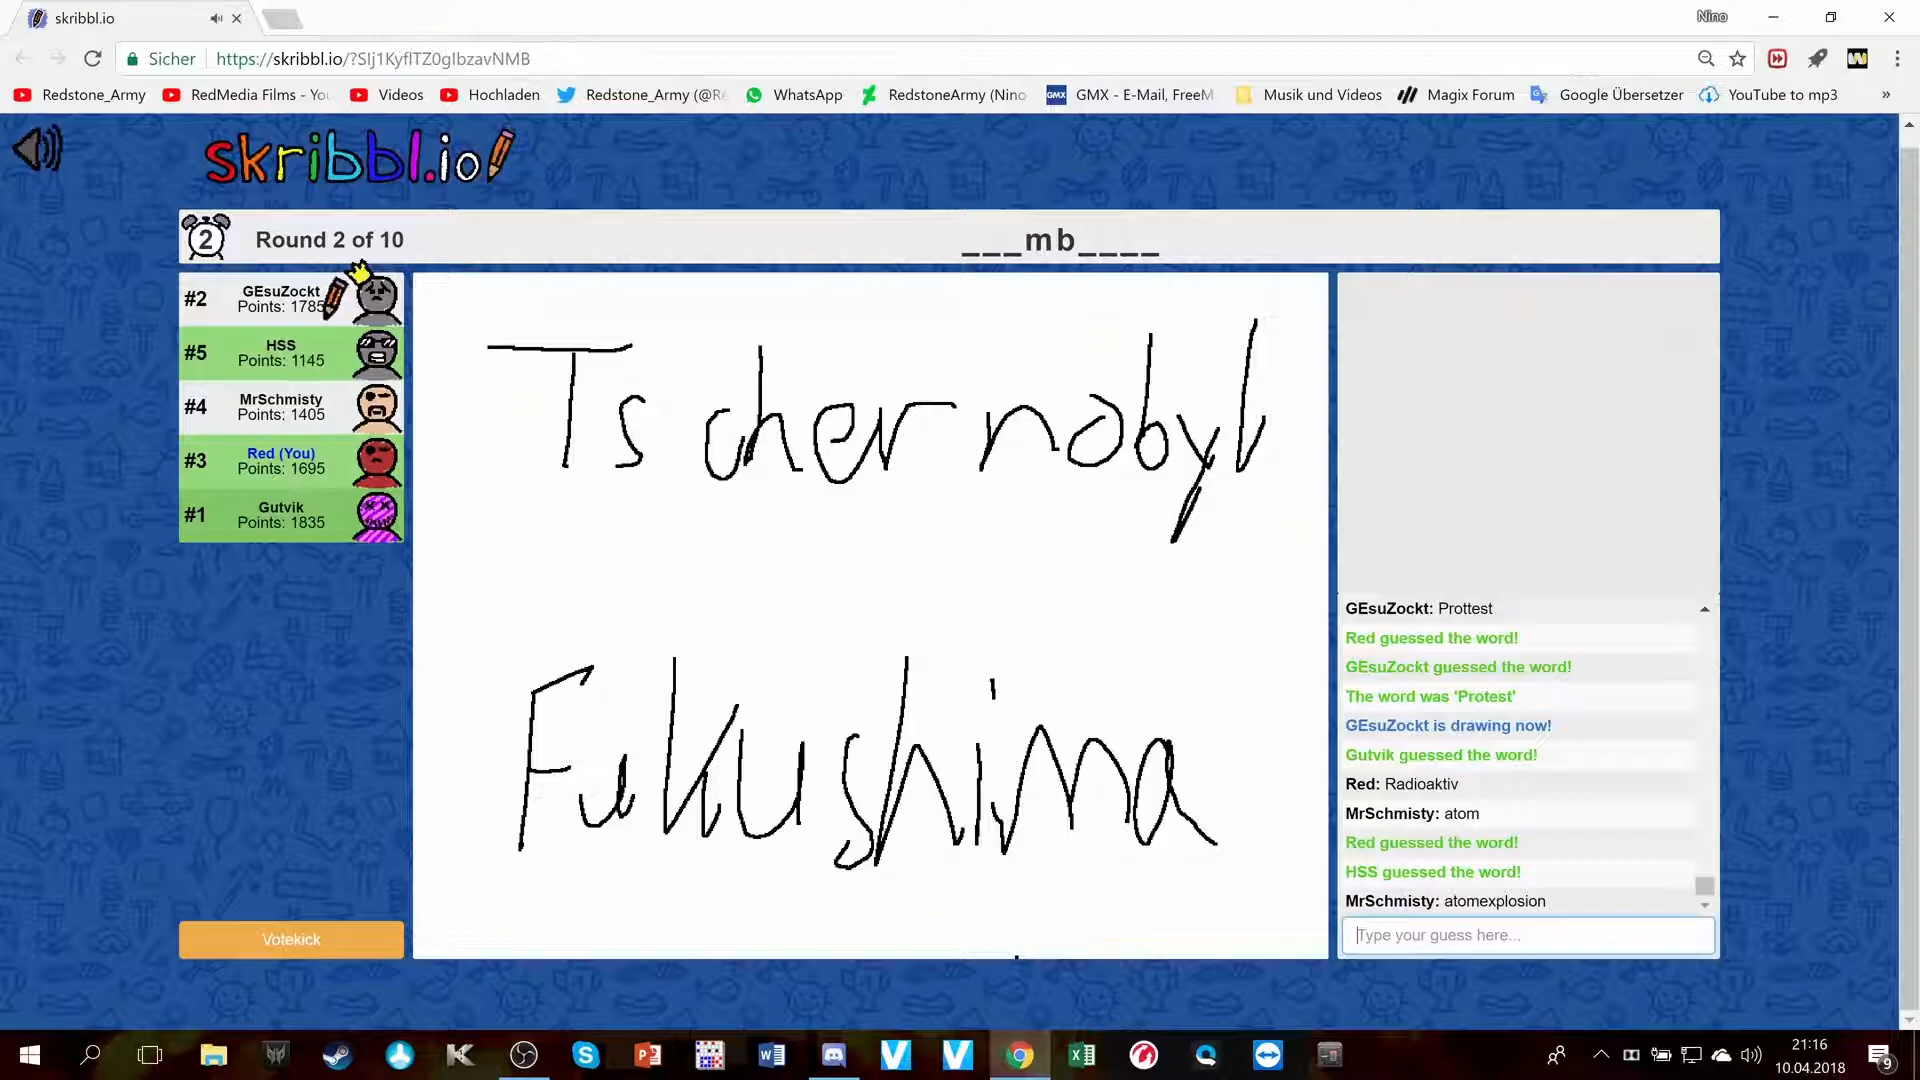 skribbl.io
Nino
Sicher https://skribbl.io/?SIj1KyflTZ0gIbzavNMB
Redstone_Army RedMedia Films - You Videos Hochladen Redstone_Army (@Re WhatsApp RedstoneArmy (Nino GMX - E-Mail, FreeM Musik und Videos Magix Forum Google Übersetzer YouTube to mp3 »
skribbl.io
2 Round 2 of 10 ___mb____
#2 GEsuZockt
Points: 1785
#5 HSS
Points: 1145
#4 MrSchmisty
Points: 1405
#3 Red (You)
Points: 1695
#1 Gutvik
Points: 1835
Votekick
Tschernobyl
Fukushima
GEsuZockt: Prottest
Red guessed the word!
GEsuZockt guessed the word!
The word was 'Protest'
GEsuZockt is drawing now!
Gutvik guessed the word!
Red: Radioaktiv
MrSchmisty: atom
Red guessed the word!
HSS guessed the word!
MrSchmisty: atomexplosion
Type your guess here...
21:16
10.04.2018
9